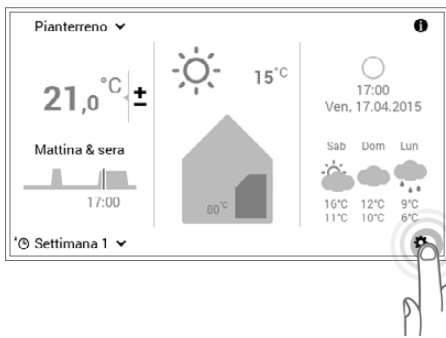 Pianterreno
21,0 °C ±
Mattina & sera
17:00
Settimana 1
15°C
80°C
17:00
Ven, 17.04.2015
Sab Dom Lun
16°C 12°C 9°C
11°C 10°C 6°C